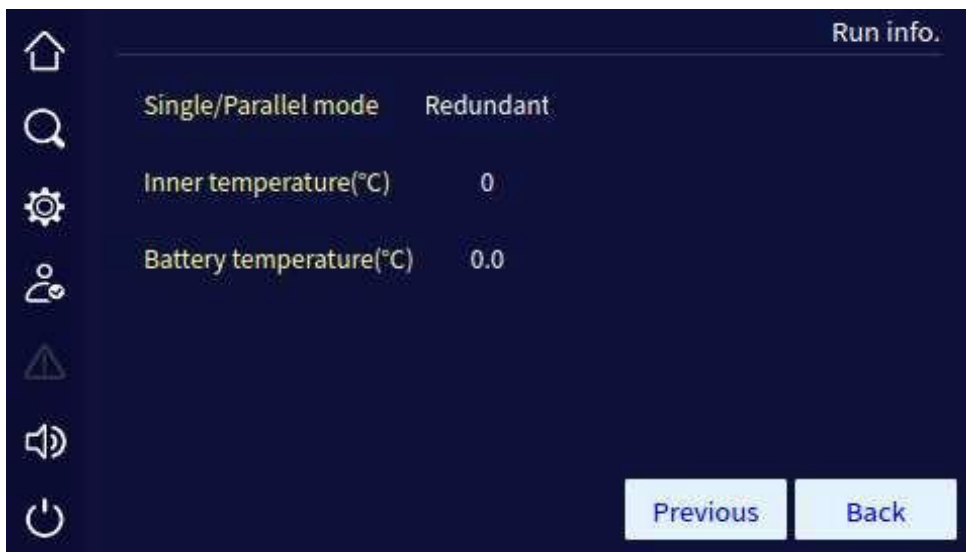 Run info.
Single/Parallel mode Redundant
Inner temperature(°C) 0
Battery temperature(°C) 0.0
Previous Back